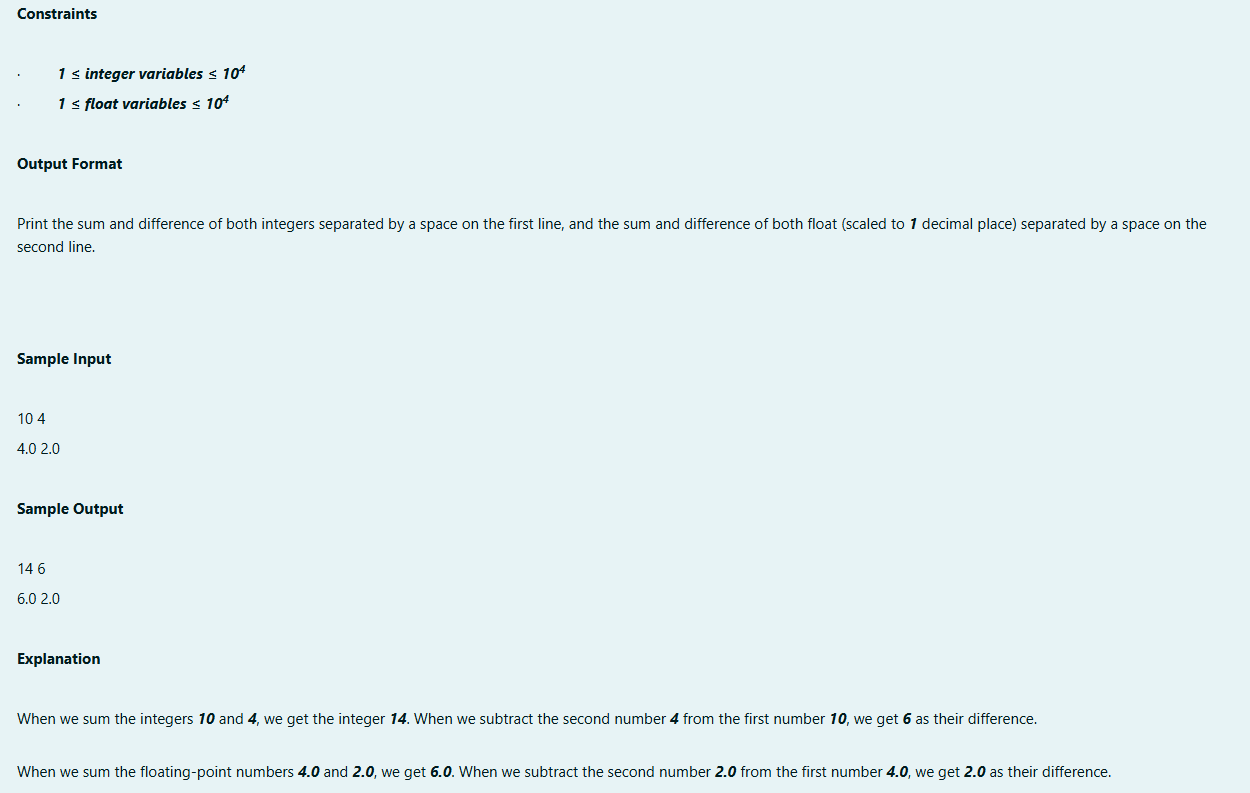 Constraints
· 1 ≤ integer variables ≤ 10⁴
· 1 ≤ float variables ≤ 10⁴
Output Format
Print the sum and difference of both integers separated by a space on the first line, and the sum and difference of both float (scaled to 1 decimal place) separated by a space on the
second line.
Sample Input
10 4
4.0 2.0
Sample Output
14 6
6.0 2.0
Explanation
When we sum the integers 10 and 4, we get the integer 14. When we subtract the second number 4 from the first number 10, we get 6 as their difference.
When we sum the floating-point numbers 4.0 and 2.0, we get 6.0. When we subtract the second number 2.0 from the first number 4.0, we get 2.0 as their difference.